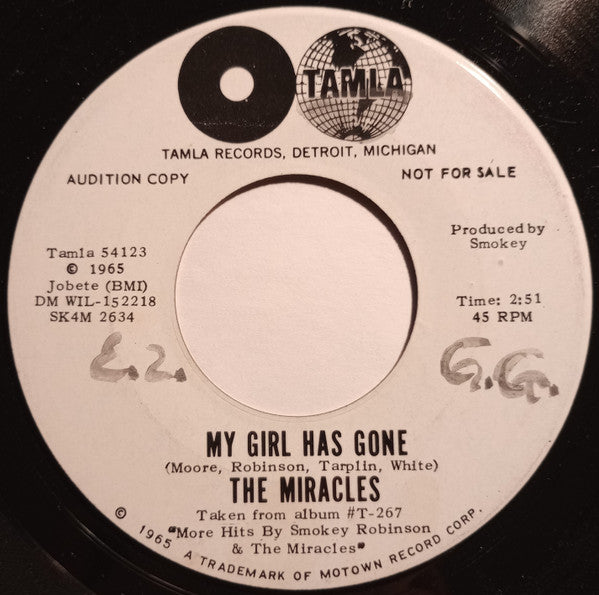 TAMLA
TAMLA RECORDS, DETROIT, MICHIGAN
AUDITION COPY
NOT FOR SALE
Tamla 54123
© 1965
Jobete (BMI)
DM WIL-152218
SK4M 2634
Produced by
Smokey
Time: 2:51
45 RPM
E.Z.
G.G.
MY GIRL HAS GONE
(Moore, Robinson, Tarplin, White)
THE MIRACLES
Taken from album #T-267
"More Hits By Smokey Robinson
& The Miracles"
© 1965 A TRADEMARK OF MOTOWN RECORD CORP.